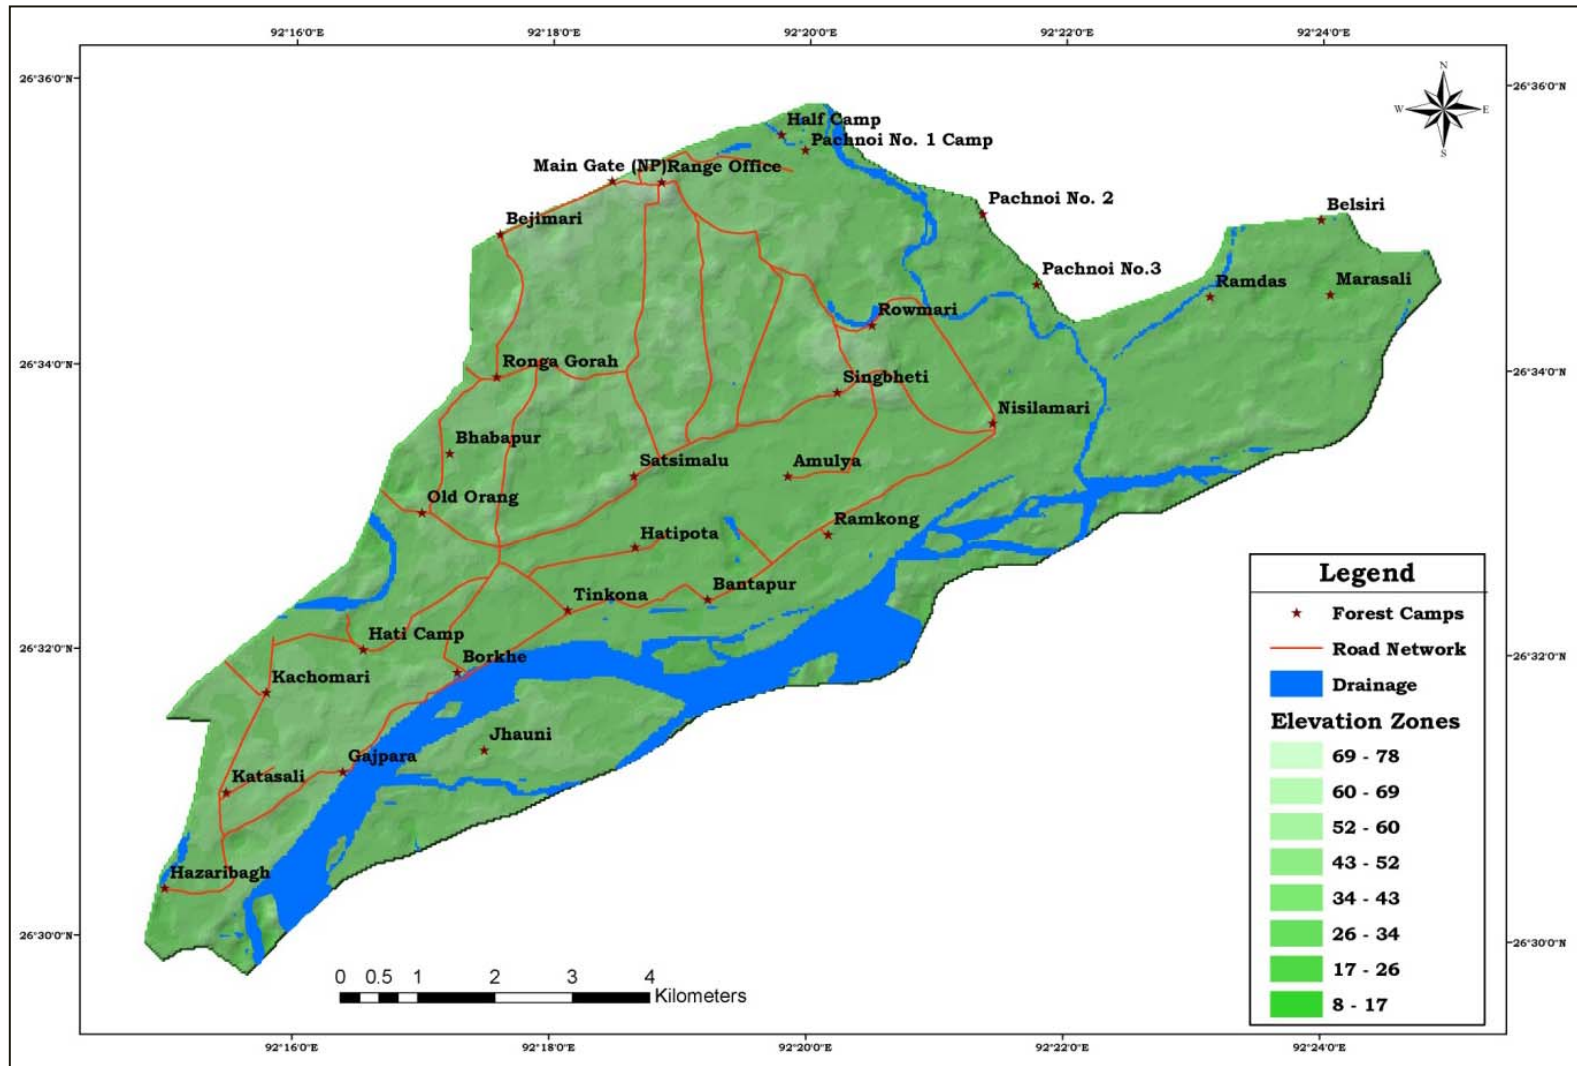 92°16'0"E 92°18'0"E 92°20'0"E 92°22'0"E 92°24'0"E
26°36'0"N 26°36'0"N
N
W E
S
Half Camp
Pachnoi No. 1 Camp
Main Gate (NP) Range Office
Pachnoi No. 2
Belsiri
Bejimari
Pachnoi No.3
Ramdas
Marasali
Rowmari
26°34'0"N 26°34'0"N
Ronga Gorah
Singbheti
Nisilamari
Bhabapur
Satsimalu
Amulya
Old Orang
Ramkong
Hatipota
Bantapur
Tinkona
Hati Camp
26°32'0"N 26°32'0"N
Borkhe
Kachomari
Jhauni
Gajpara
Katasali
Hazaribagh
26°30'0"N 26°30'0"N
Legend
Forest Camps
Road Network
Drainage
Elevation Zones
69 - 78
60 - 69
52 - 60
43 - 52
34 - 43
26 - 34
17 - 26
8 - 17
0 0.5 1 2 3 4
Kilometers
92°16'0"E 92°18'0"E 92°20'0"E 92°22'0"E 92°24'0"E